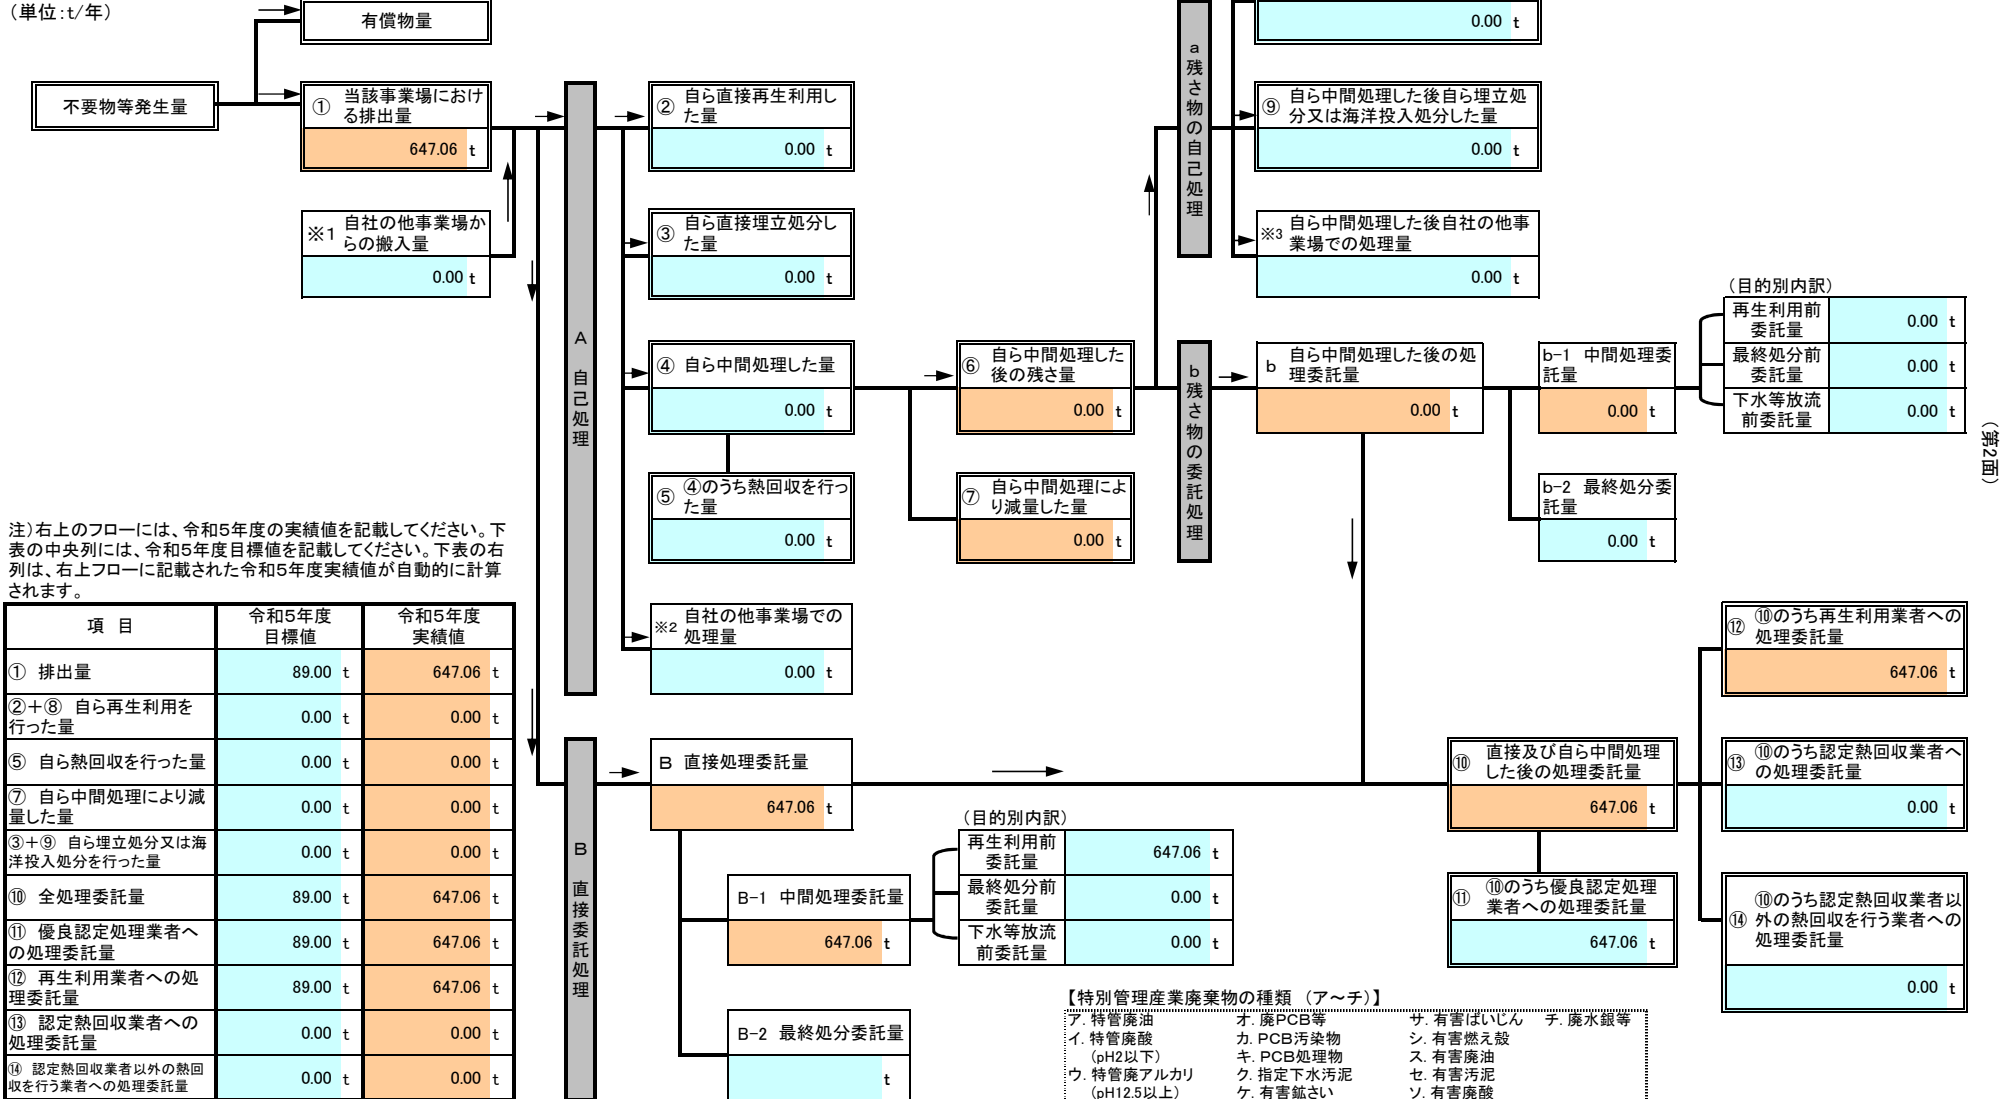 （単位：t/年）
有償物量
不要物等発生量
① 当該事業場におけ
る排出量
647.06 t
※1 自社の他事業場か
らの搬入量
0.00 t
A 自己処理
② 自ら直接再生利用し
た量
0.00 t
③ 自ら直接埋立処分し
た量
0.00 t
④ 自ら中間処理した量
0.00 t
⑤ ④のうち熱回収を行っ
た量
0.00 t
※2 自社の他事業場での
処理量
0.00 t
⑥ 自ら中間処理した
後の残さ量
0.00 t
⑦ 自ら中間処理によ
り減量した量
0.00 t
a残さ物の自己処理
0.00 t
⑨ 自ら中間処理した後自ら埋立処
分又は海洋投入処分した量
0.00 t
※3 自ら中間処理した後自社の他事
業場での処理量
0.00 t
b残さ物の委託処理
b 自ら中間処理した後の処
理委託量
0.00 t
b-1 中間処理委
託量
0.00 t
（目的別内訳）
再生利用前
委託量
0.00 t
最終処分前
委託量
0.00 t
下水等放流
前委託量
0.00 t
b-2 最終処分委
託量
0.00 t
（第2面）
注）右上のフローには、令和5年度の実績値を記載してください。下
表の中央列には、令和5年度目標値を記載してください。下表の右
列は、右上フローに記載された令和5年度実績値が自動的に計算
されます。
項 目 令和5年度
目標値 令和5年度
実績値
① 排出量 89.00 t 647.06 t
②＋⑧ 自ら再生利用を
行った量 0.00 t 0.00 t
⑤ 自ら熱回収を行った量 0.00 t 0.00 t
⑦ 自ら中間処理により減
量した量 0.00 t 0.00 t
③＋⑨ 自ら埋立処分又は海
洋投入処分を行った量 0.00 t 0.00 t
⑩ 全処理委託量 89.00 t 647.06 t
⑪ 優良認定処理業者へ
の処理委託量 89.00 t 647.06 t
⑫ 再生利用業者への処
理委託量 89.00 t 647.06 t
⑬ 認定熱回収業者への
処理委託量 0.00 t 0.00 t
⑭ 認定熱回収業者以外の熱回
収を行う業者への処理委託量 0.00 t 0.00 t
B 直接委託処理
B 直接処理委託量
647.06 t
B-1 中間処理委託量
647.06 t
（目的別内訳）
再生利用前
委託量
647.06 t
最終処分前
委託量
0.00 t
下水等放流
前委託量
0.00 t
B-2 最終処分委託量
t
⑩ 直接及び自ら中間処理
した後の処理委託量
647.06 t
⑪ ⑩のうち優良認定処理
業者への処理委託量
647.06 t
⑫ ⑩のうち再生利用業者への
処理委託量
647.06 t
⑬ ⑩のうち認定熱回収業者へ
の処理委託量
0.00 t
⑭ ⑩のうち認定熱回収業者以
外の熱回収を行う業者への
処理委託量
0.00 t
【特別管理産業廃棄物の種類 （ア～チ）】
ア. 特管廃油 オ. 廃PCB等 サ. 有害ばいじん チ. 廃水銀等
イ. 特管廃酸 カ. PCB汚染物 シ. 有害燃え殻
（pH2以下） キ. PCB処理物 ス. 有害廃油
ウ. 特管廃アルカリ ク. 指定下水汚泥 セ. 有害汚泥
（pH12.5以上） ケ. 有害鉱さい ソ. 有害廃酸